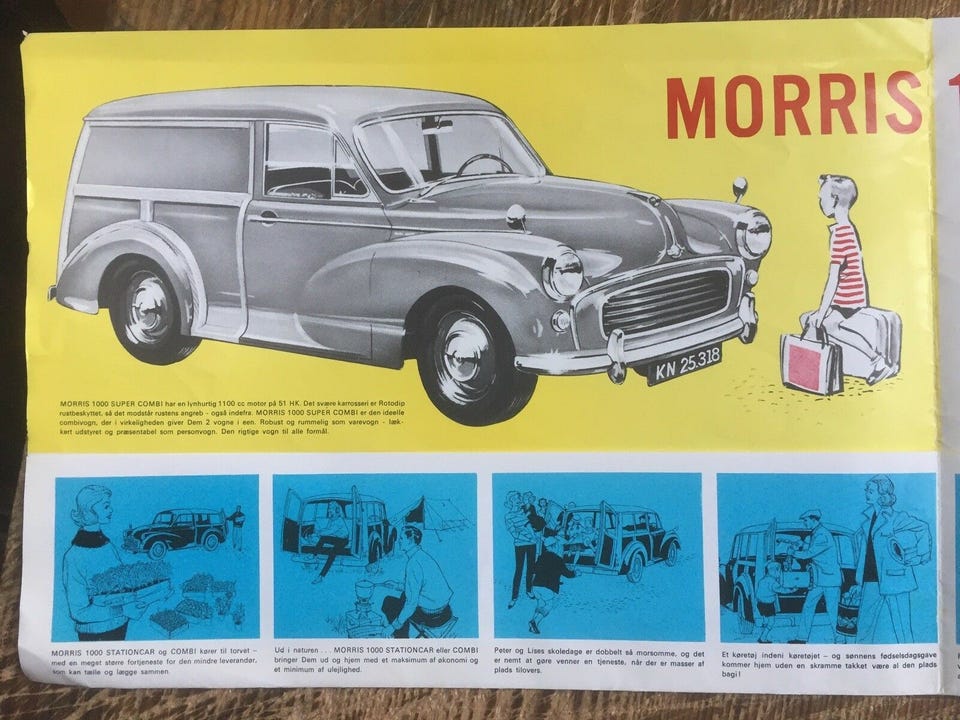 MORRIS
KN 25.318
MORRIS 1000 SUPER COMBI har en lynhurtig 1100 cc motor på 51 HK. Det svære karrosseri er Rotodip
rustbeskyttet, så det modstår rustens angreb - også indefra. MORRIS 1000 SUPER COMBI er den ideelle
combivogn, der i virkeligheden giver Dem 2 vogne i een. Robust og rummelig som varevogn - læk-
kert udstyret og præsentabel som personvogn. Den rigtige vogn til alle formål.
MORRIS 1000 STATIONCAR og COMBI kører til torvet -
med en meget større fortjeneste for den mindre leverandør,
som kan tælle og lægge sammen.
Ud i naturen . . . MORRIS 1000 STATIONCAR eller COMBI
bringer Dem ud og hjem med et maksimum af økonomi og
et minimum af ulejlighed.
Peter og Lises skoledage er dobbelt så morsomme, og det
er nemt at gøre venner en tjeneste, når der er masser af
plads tilovers.
Et køretøj indeni køretøjet - og sønnens fødselsdagsgave
kommer hjem uden en skramme takket være al den plads
bagi!